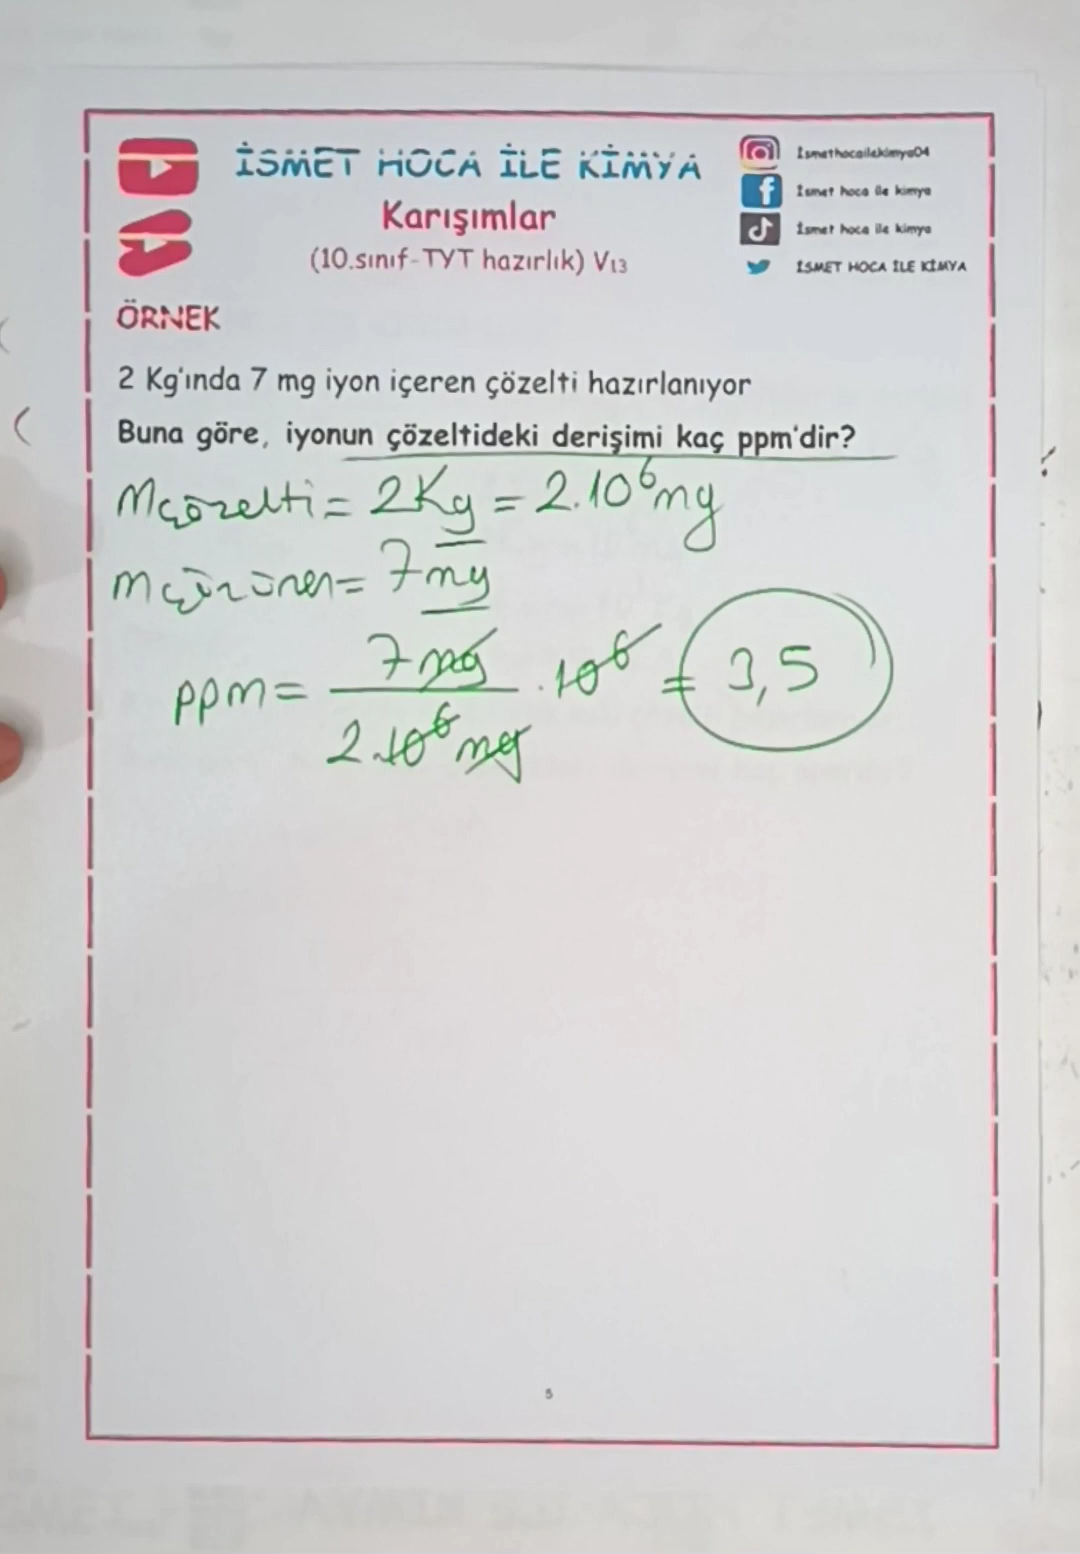 İSMET HOCA İLE KİMYA
Karışımlar
(10.sınıf-TYT hazırlık) V13
İsmethocailekimya04
İsmet hoca ile kimya
İsmet hoca ile kimya
İSMET HOCA İLE KİMYA
ÖRNEK
2 Kg'ında 7 mg iyon içeren çözelti hazırlanıyor
Buna göre, iyonun çözeltideki derişimi kaç ppm'dir?
Mçözelti = 2Kg = 2.10⁶mg
mçözünen= 7mg
ppm= 7mg / 2.10⁶mg . 10⁶ = 3,5
5